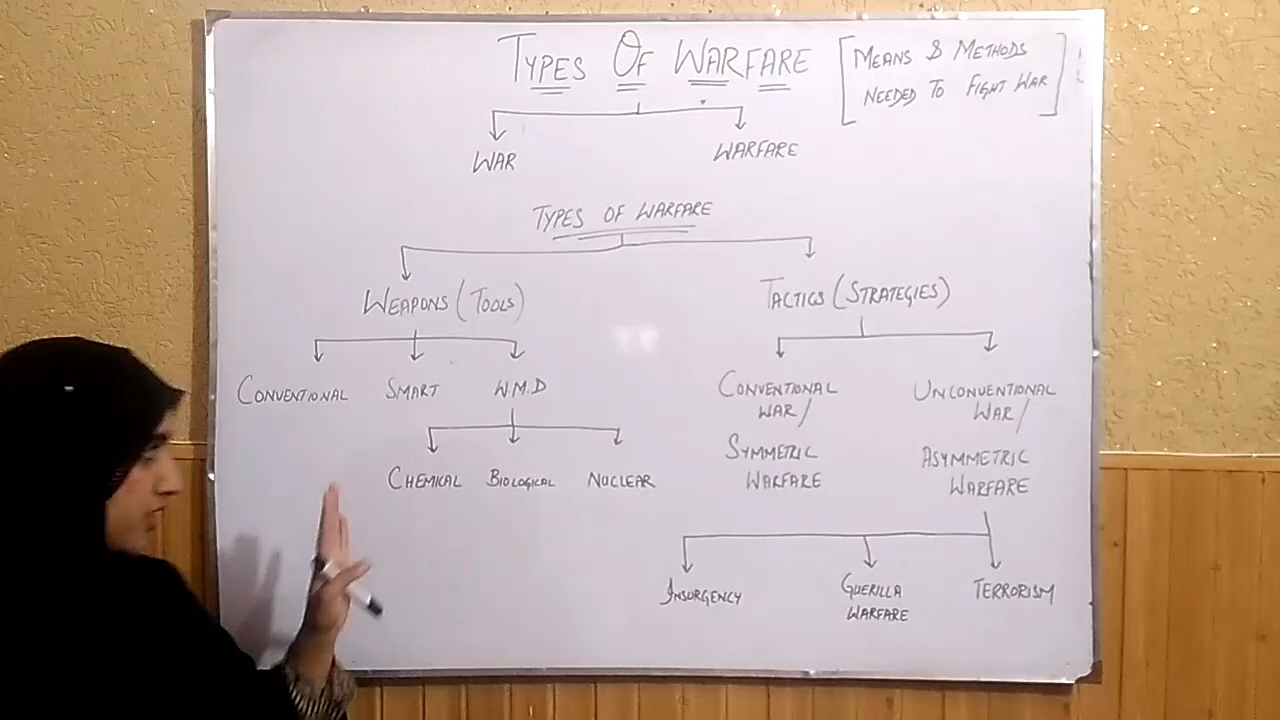 TYPES OF WARFARE
[MEANS & METHODS
NEEDED TO FIGHT WAR]
WAR
WARFARE
TYPES OF WARFARE
WEAPONS (TOOLS)
TACTICS (STRATEGIES)
CONVENTIONAL
SMART
W.M.D
CHEMICAL
BIOLOGICAL
NUCLEAR
CONVENTIONAL
WAR/
SYMMETRIC
WARFARE
UNCONVENTIONAL
WAR/
ASYMMETRIC
WARFARE
INSURGENCY
GUERILLA
WARFARE
TERRORISM